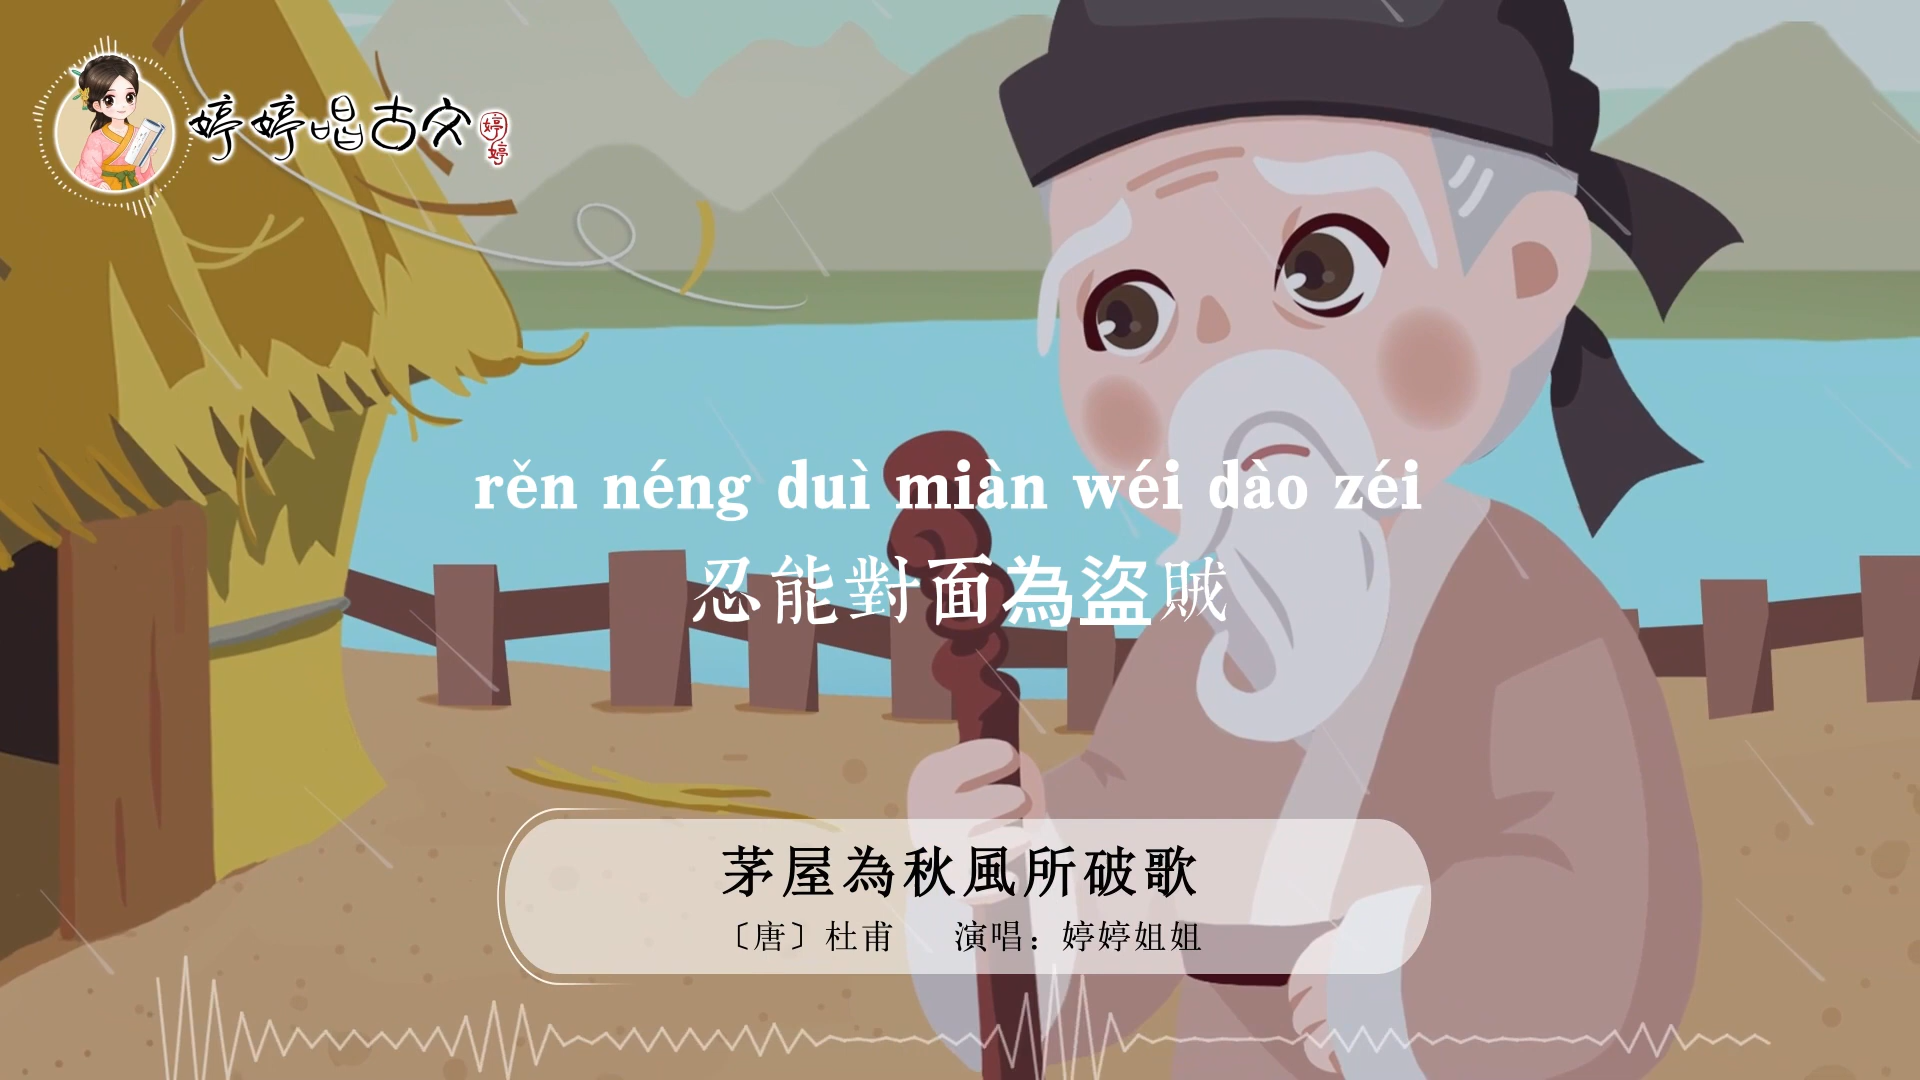 婷婷唱古文
婷婷
rěn néng duì miàn wéi dào zéi
忍能對面為盜賊
茅屋為秋風所破歌
〔唐〕杜甫 演唱：婷婷姐姐